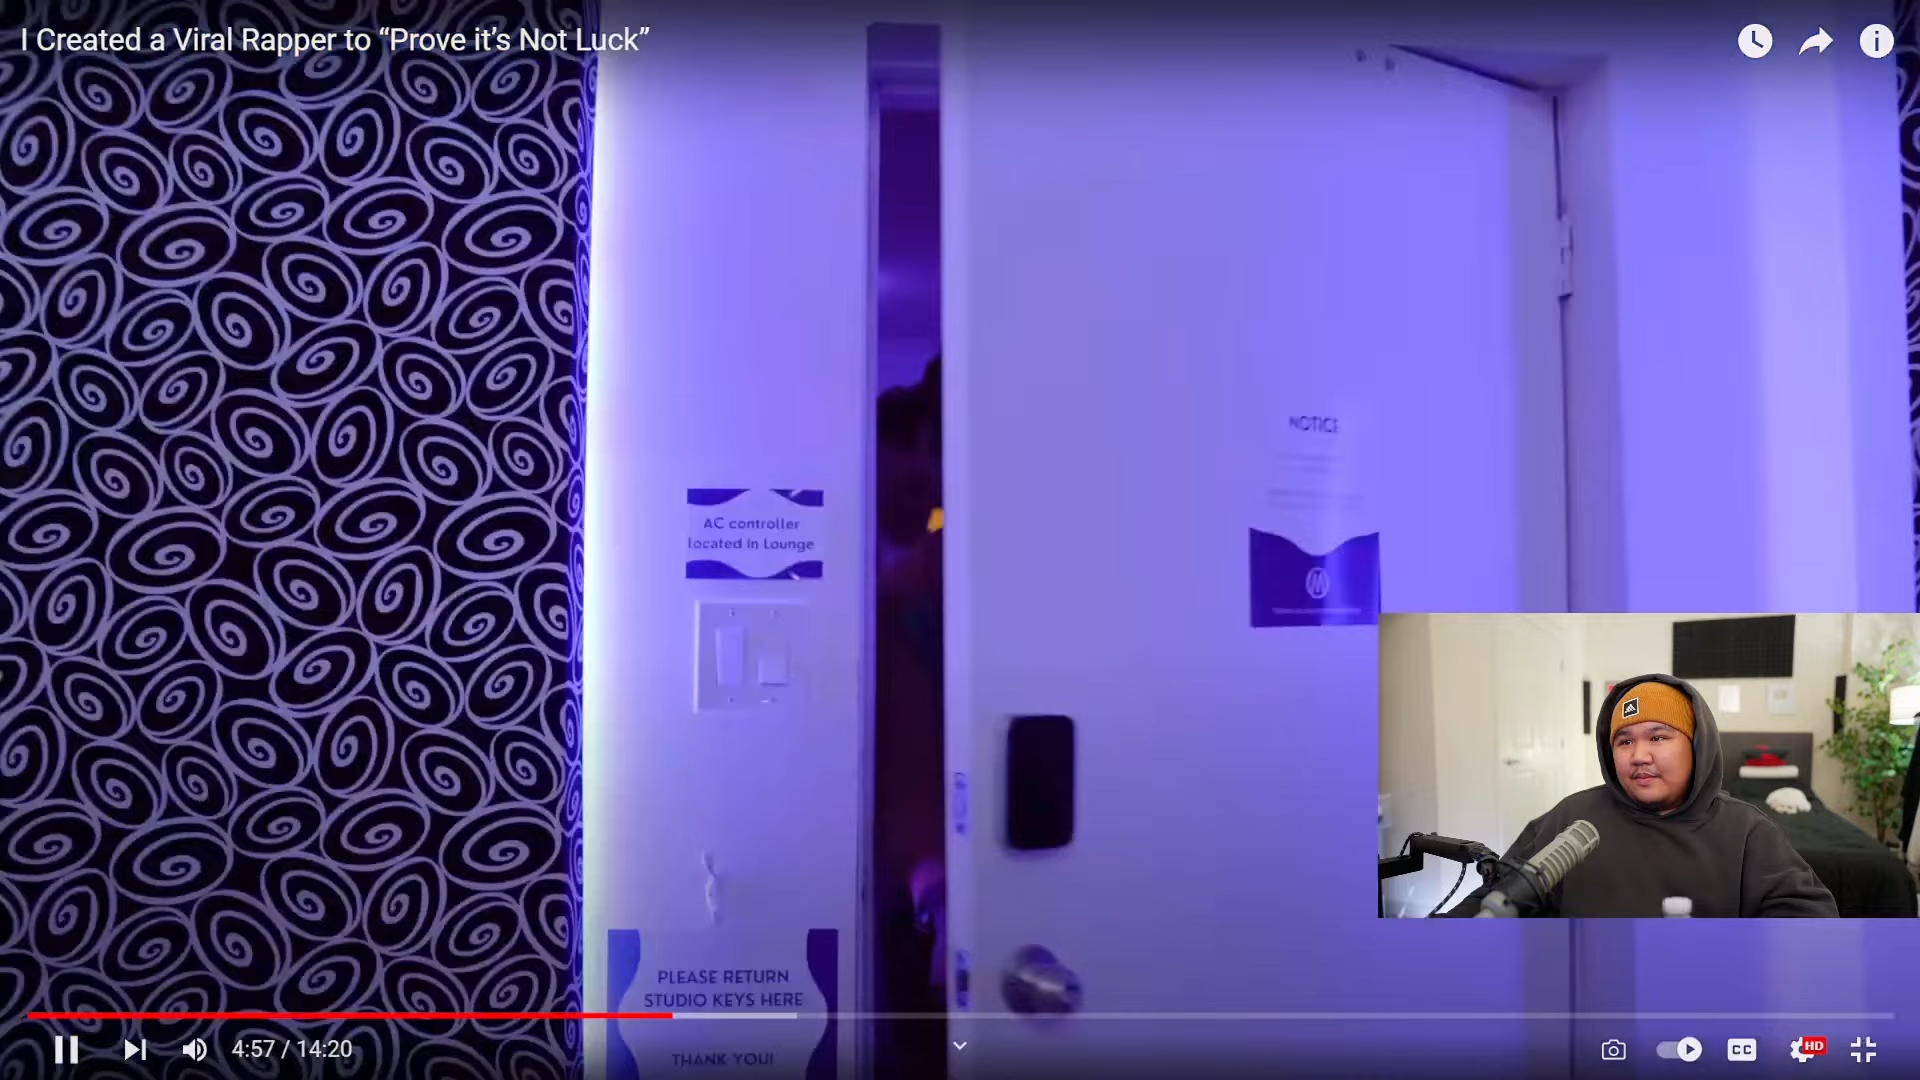 I Created a Viral Rapper to “Prove it’s Not Luck”
NOTICE
AC controller
located in Lounge
PLEASE RETURN
STUDIO KEYS HERE
THANK YOU!
4:57 / 14:20
CC
HD